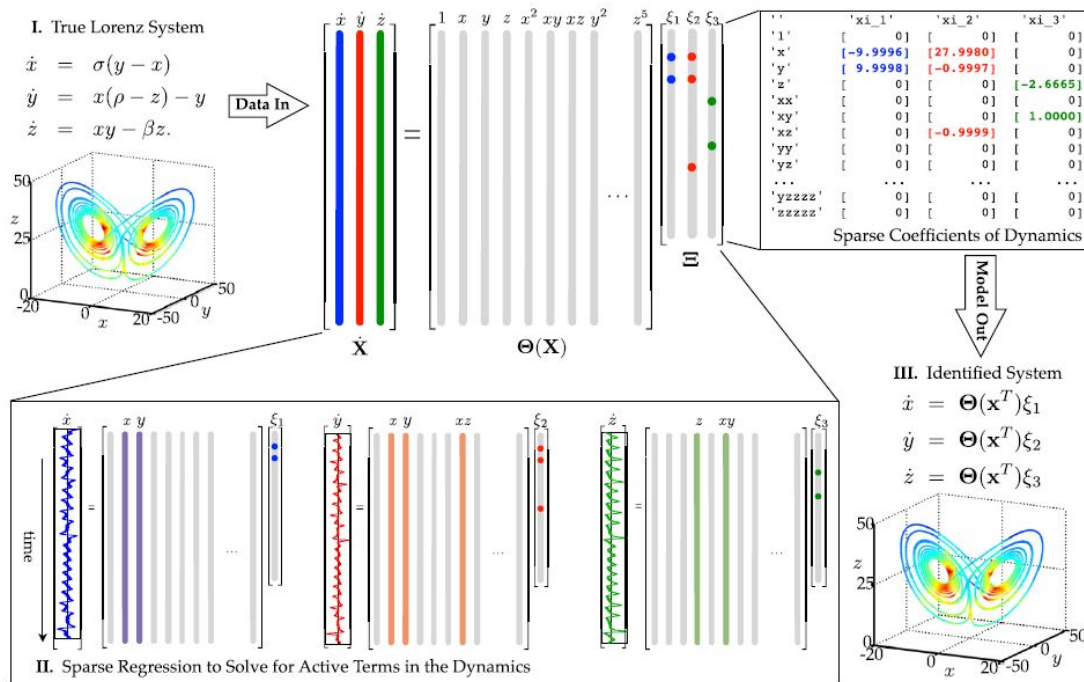 I. True Lorenz System
ẋ = σ(y − x)
ẏ = x(ρ − z) − y
ż = xy − βz.
50
z 25
0
-20
0
x
20
-50
0
y
50
Data In
ẋ ẏ ż
Ẋ
=
1 x y z x² xy xz y² z⁵
...
Θ(X)
ξ₁ ξ₂ ξ₃
Ξ
'' 'xi_1' 'xi_2' 'xi_3'
'1' [ 0] [ 0] [ 0]
'x' [-9.9996] [27.9980] [ 0]
'y' [ 9.9998] [-0.9997] [ 0]
'z' [ 0] [ 0] [-2.6665]
'xx' [ 0] [ 0] [ 0]
'xy' [ 0] [ 0] [ 1.0000]
'xz' [ 0] [-0.9999] [ 0]
'yy' [ 0] [ 0] [ 0]
'yz' [ 0] [ 0] [ 0]
... ... ... ...
'yzzzz' [ 0] [ 0] [ 0]
'zzzzz' [ 0] [ 0] [ 0]
Sparse Coefficients of Dynamics
Model Out
III. Identified System
ẋ = Θ(xᵀ)ξ₁
ẏ = Θ(xᵀ)ξ₂
ż = Θ(xᵀ)ξ₃
50
z 25
0
-20
0
x
20
-50
0
y
50
time
ẋ = x y ... ξ₁
ẏ = x y xz ... ξ₂
ż = z xy ... ξ₃
II. Sparse Regression to Solve for Active Terms in the Dynamics